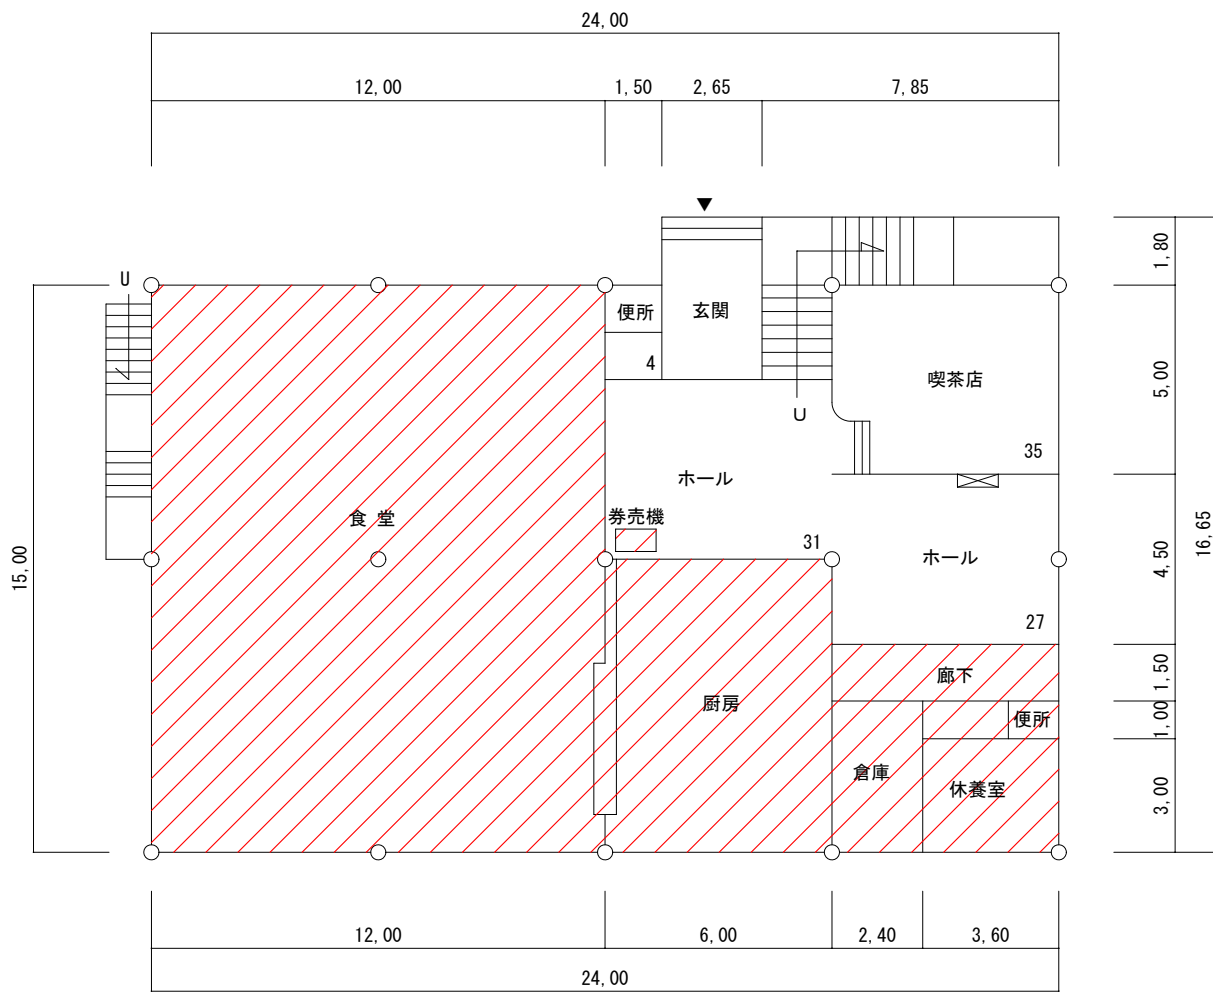 24,00
12,00
1,50
2,65
7,85
U
便所
玄関
1,80
4
喫茶店
5,00
U
35
ホール
券売機
食 堂
31
ホール
4,50
16,65
15,00
27
廊下
1,50
厨房
便所
1,00
倉庫
休養室
3,00
12,00
6,00
2,40
3,60
24,00